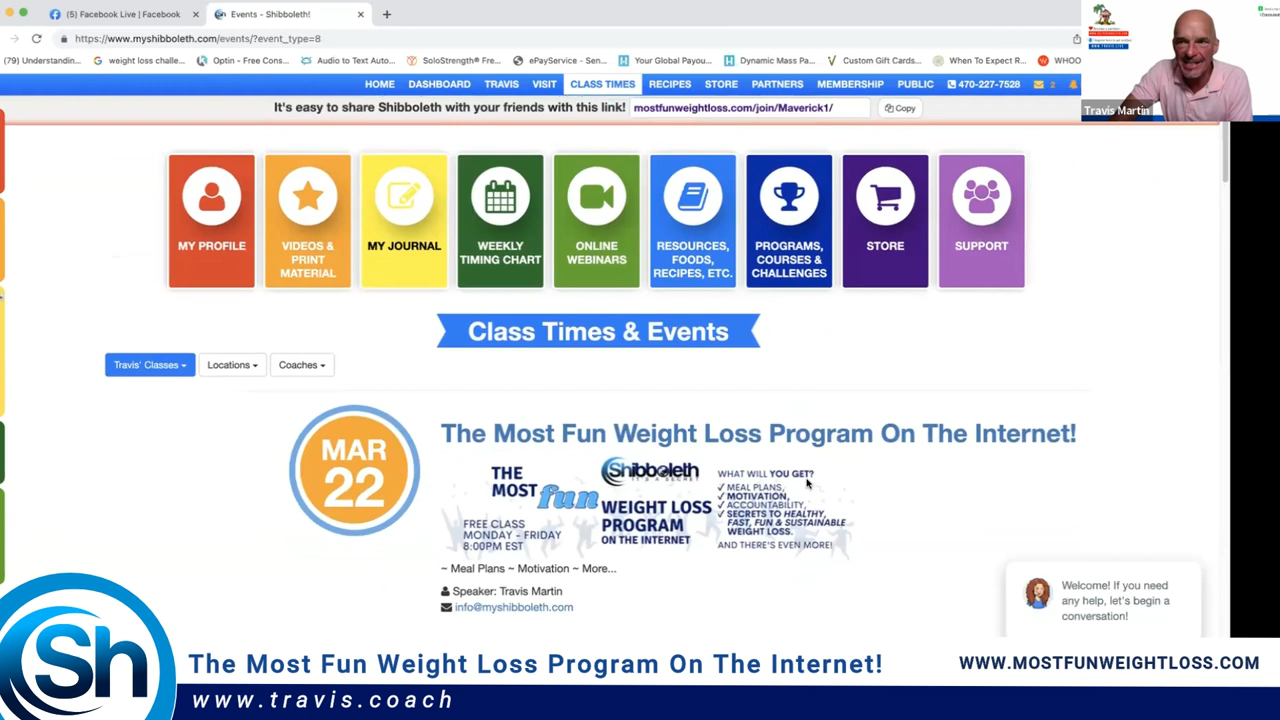 (5) Facebook Live | Facebook
Events - Shibboleth!
https://www.myshibboleth.com/events/?event_type=8
(79) Understandin...
weight loss challe...
Optin - Free Cons...
Audio to Text Auto...
SoloStrength® Fre...
ePayService - Sen...
Your Global Payou...
Dynamic Mass Pa...
Custom Gift Cards...
When To Expect R...
WHOO
HOME
DASHBOARD
TRAVIS
VISIT
CLASS TIMES
RECIPES
STORE
PARTNERS
MEMBERSHIP
PUBLIC
470-227-7528
2
Travis Martin
It's easy to share Shibboleth with your friends with this link!
mostfunweightloss.com/join/Maverick1/
Copy
MY PROFILE
VIDEOS &
PRINT
MATERIAL
MY JOURNAL
WEEKLY
TIMING CHART
ONLINE
WEBINARS
RESOURCES,
FOODS,
RECIPES, ETC.
PROGRAMS,
COURSES &
CHALLENGES
STORE
SUPPORT
Class Times & Events
Travis' Classes
Locations
Coaches
MAR
22
The Most Fun Weight Loss Program On The Internet!
THE
MOST fun
FREE CLASS
MONDAY - FRIDAY
8:00PM EST
Shibboleth
IT'S A SECRET
WEIGHT LOSS
PROGRAM
ON THE INTERNET
WHAT WILL YOU GET?
✓ MEAL PLANS,
✓ MOTIVATION,
✓ ACCOUNTABILITY,
✓ SECRETS TO HEALTHY,
FAST, FUN & SUSTAINABLE
WEIGHT LOSS.
AND THERE'S EVEN MORE!
~ Meal Plans ~ Motivation ~ More...
Speaker: Travis Martin
info@myshibboleth.com
Welcome! If you need
any help, let's begin a
conversation!
Sh
The Most Fun Weight Loss Program On The Internet!
www.travis.coach
WWW.MOSTFUNWEIGHTLOSS.COM